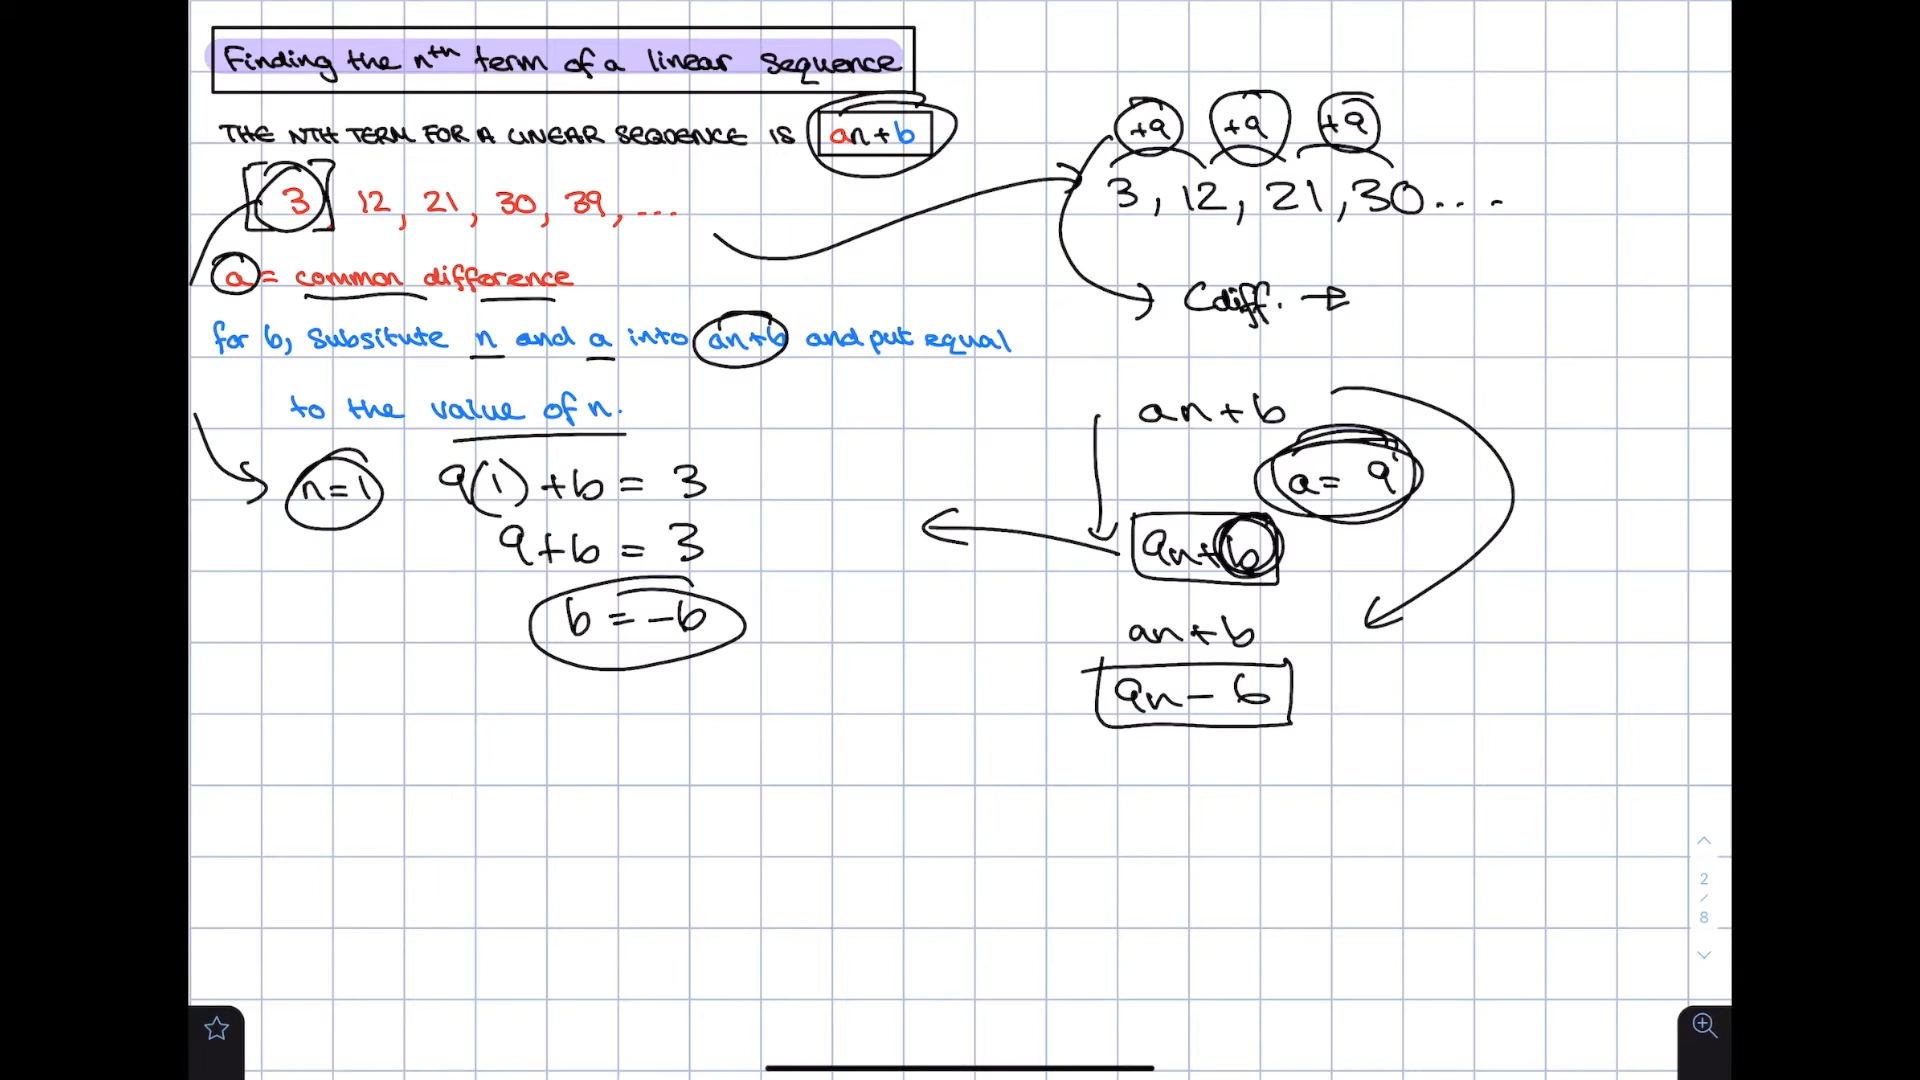 Finding the nth term of a linear sequence
THE NTH TERM FOR A LINEAR SEQUENCE IS an+b
3 12, 21, 30, 39, ...
a = common difference
for b, subsitute n and a into an+b and put equal
to the value of n.
n=1 9(1)+b = 3
9+b = 3
b = -6
+9 +9 +9
3, 12, 21, 30...
Cdiff. →
an+b
a= 9
9n+b
an+b
9n - 6
2
/
8